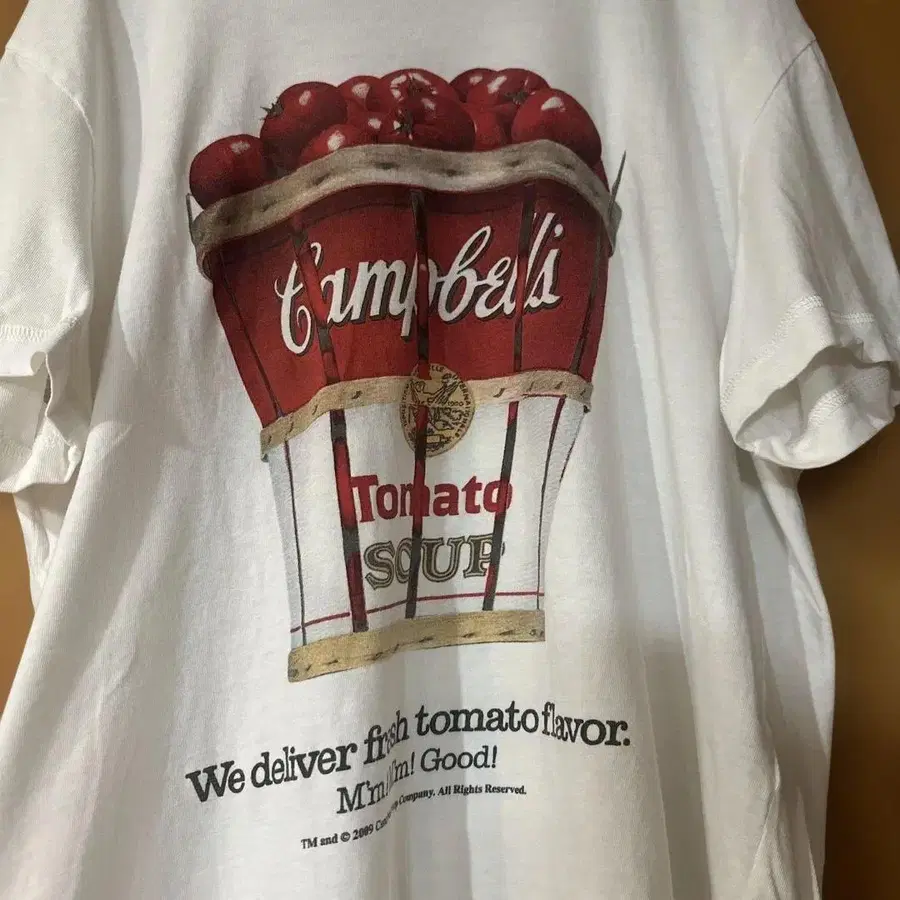 Campbell's
Tomato
SOUP
We deliver fresh tomato flavor.
M'm! M'm! Good!
TM and © 2009 Company. All Rights Reserved.